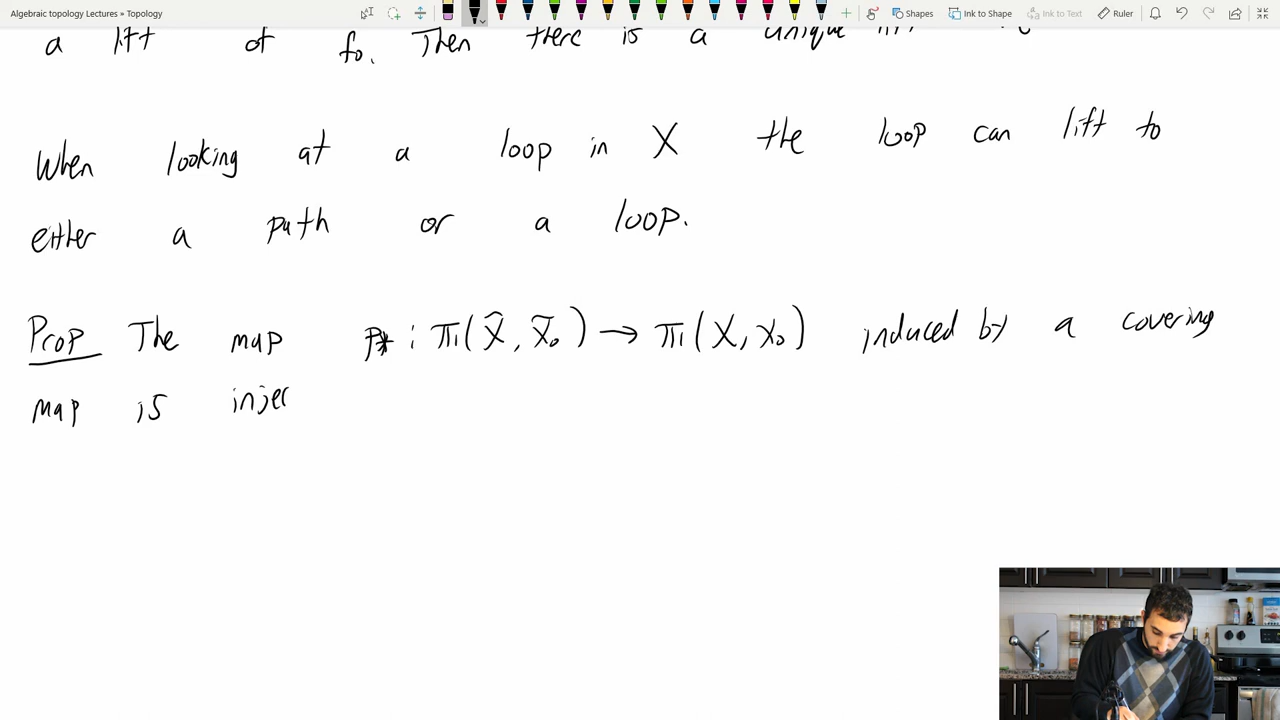 Algebraic topology Lectures » Topology
Shapes Ink to Shape Ink to Text Ruler
a lift of f₀. Then there is a unique
When looking at a loop in X the loop can lift to
either a path or a loop.
Prop The map p* : π₁(X̃, x̃₀) → π₁(X, x₀) induced by a covering
map is injec